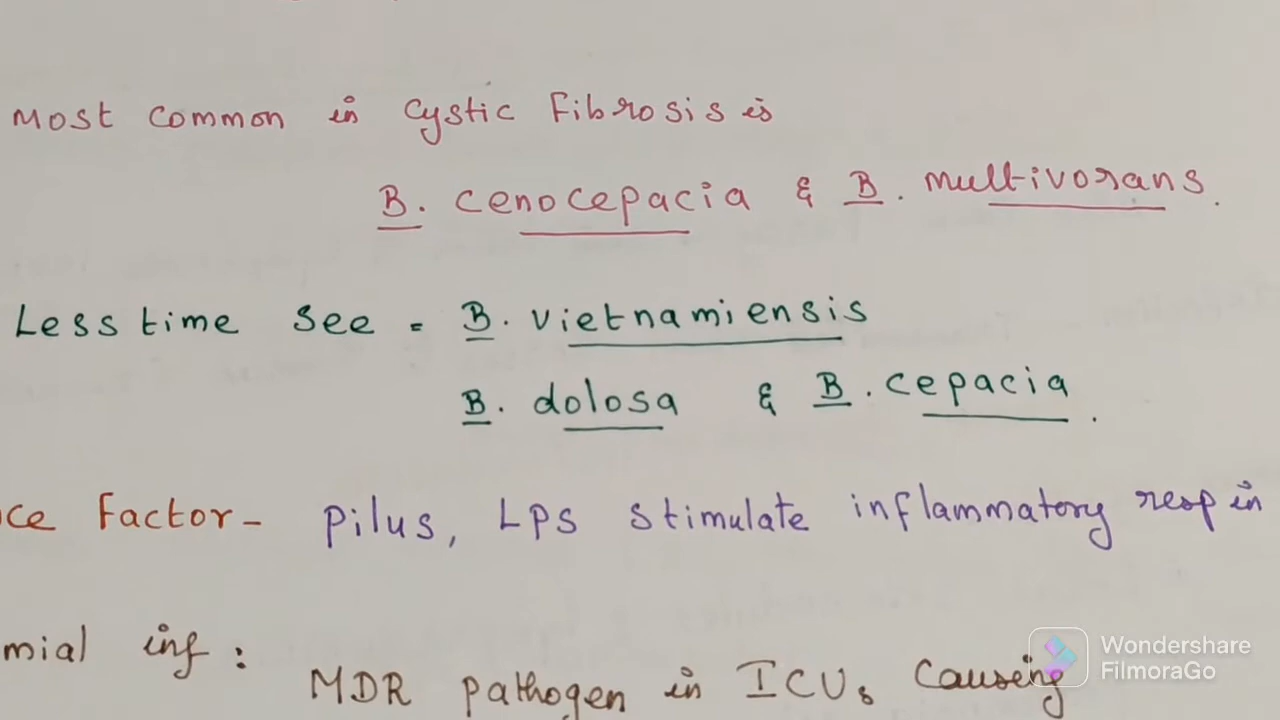 Most common in Cystic Fibrosis is
B. cenocepacia & B. multivorans.
Less time see = B. vietnamiensis
B. dolosa & B. cepacia.
ce Factor- Pilus, LPS stimulate inflammatory resp in
mial inf:
MDR pathogen in ICUs causing
Wondershare
FilmoraGo